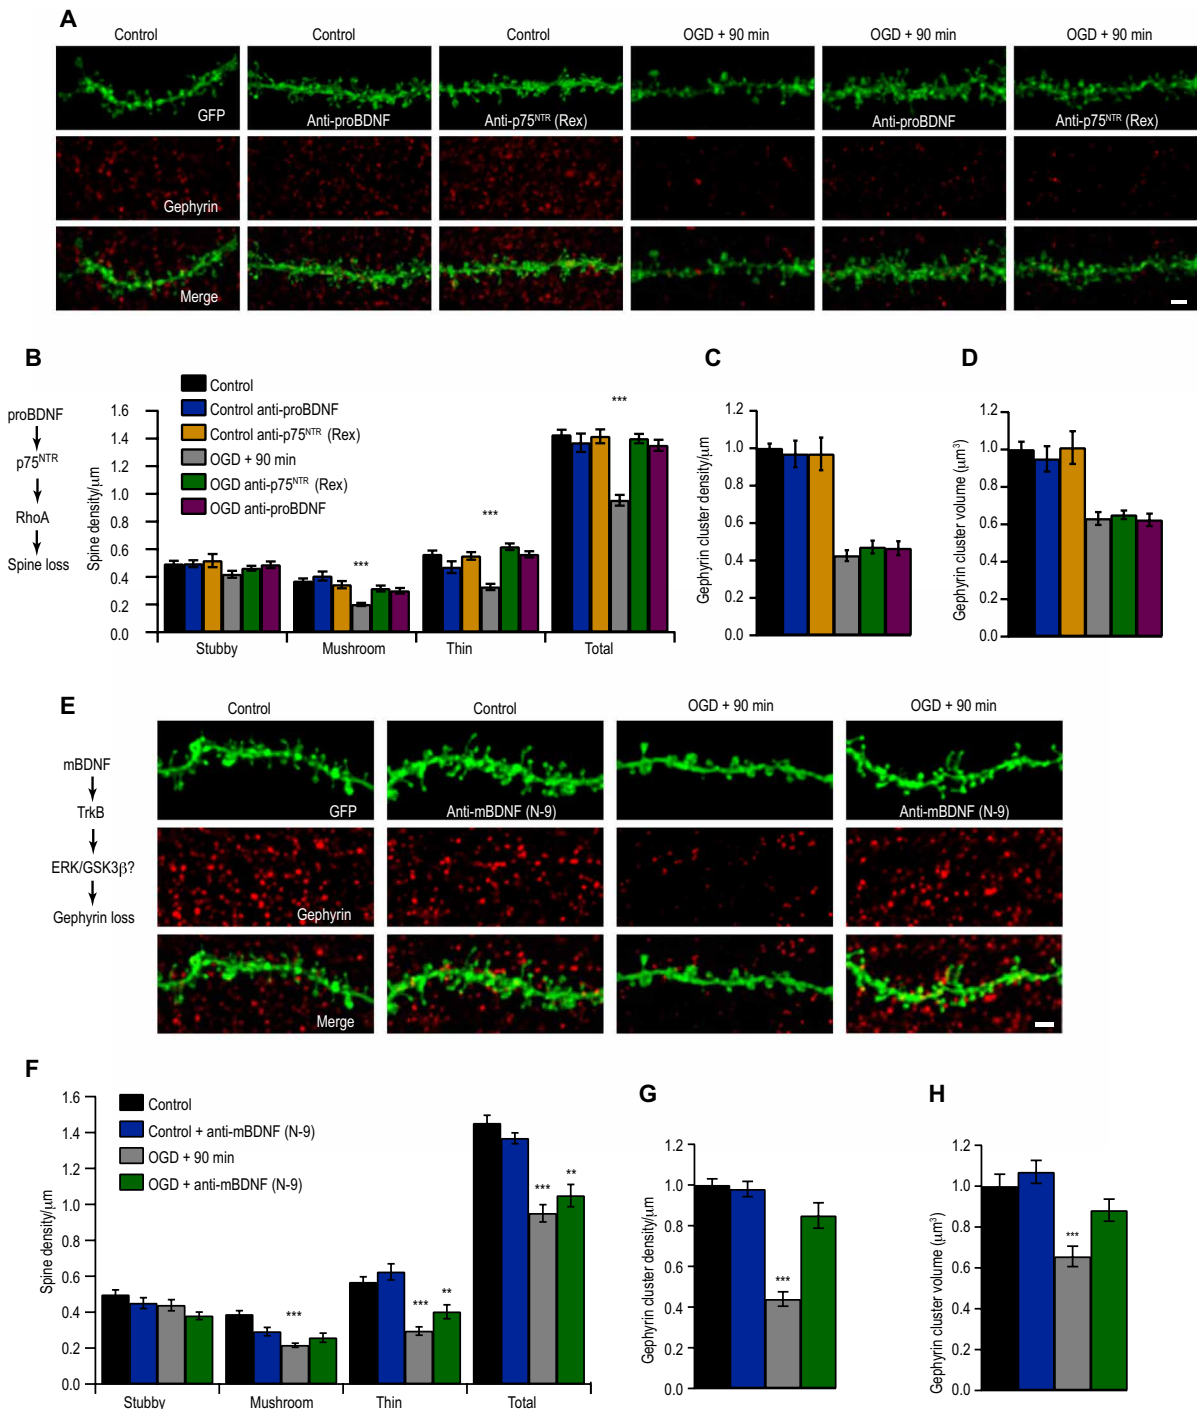 A
Control Control Control OGD + 90 min OGD + 90 min OGD + 90 min
GFP Anti-proBDNF Anti-p75NTR (Rex) Anti-proBDNF Anti-p75NTR (Rex)
Gephyrin
Merge
B
proBDNF
p75NTR
RhoA
Spine loss
Spine density/µm
1.6
1.4
1.2
1.0
0.8
0.6
0.4
0.2
0.0
Control
Control anti-proBDNF
Control anti-p75NTR (Rex)
OGD + 90 min
OGD anti-p75NTR (Rex)
OGD anti-proBDNF
***
***
***
Stubby Mushroom Thin Total
C
Gephyrin cluster density/µm
1.2
1.0
0.8
0.6
0.4
0.2
0.0
D
Gephyrin cluster volume (µm3)
1.2
1.0
0.8
0.6
0.4
0.2
0.0
E
mBDNF
TrkB
ERK/GSK3β?
Gephyrin loss
Control Control OGD + 90 min OGD + 90 min
GFP Anti-mBDNF (N-9) Anti-mBDNF (N-9)
Gephyrin
Merge
F
Spine density/µm
1.6
1.4
1.2
1.0
0.8
0.6
0.4
0.2
0.0
Control
Control + anti-mBDNF (N-9)
OGD + 90 min
OGD + anti-mBDNF (N-9)
***
*** **
*** **
Stubby Mushroom Thin Total
G
Gephyrin cluster density/µm
1.2
1.0
0.8
0.6
0.4
0.2
0.0
***
H
Gephyrin cluster volume (µm3)
1.2
1.0
0.8
0.6
0.4
0.2
0.0
***